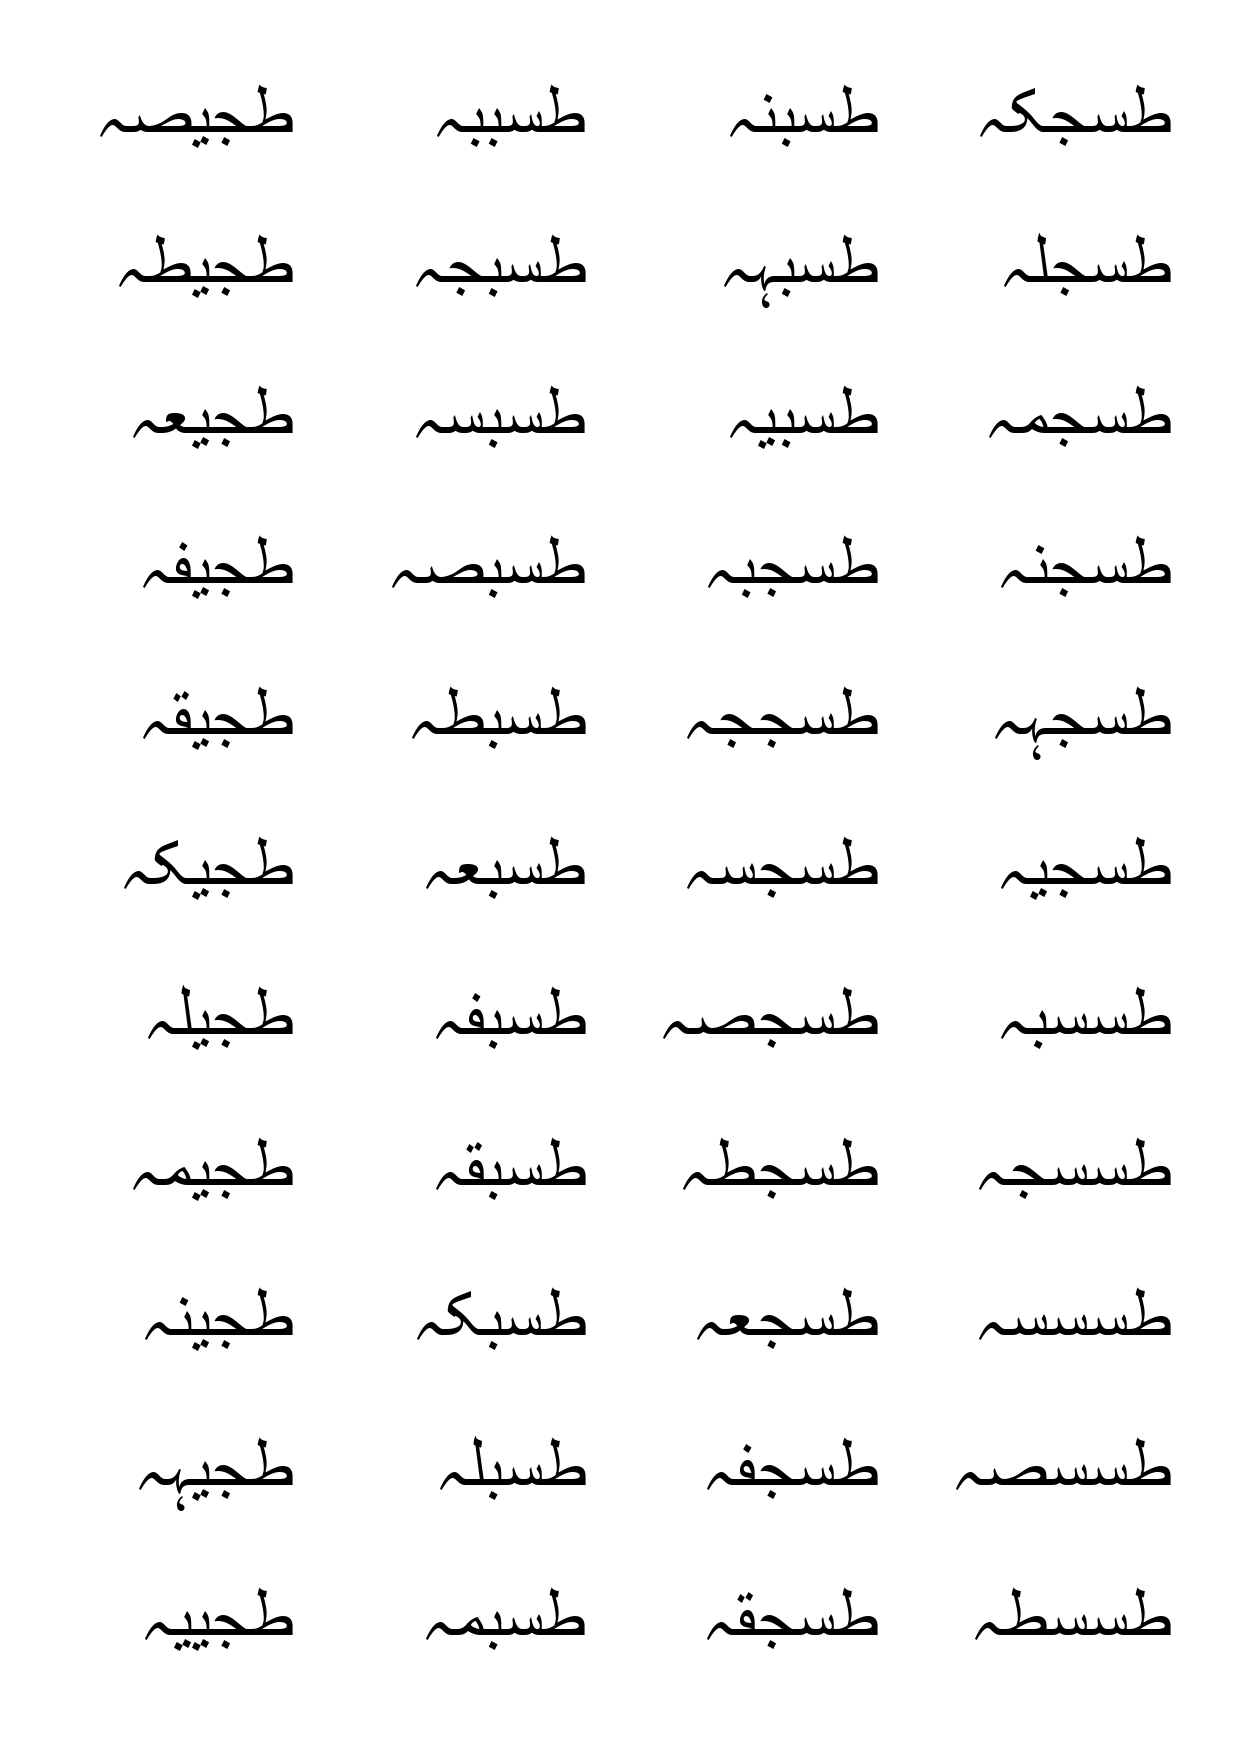 طسجکہ طسبنہ طسببہ طجیصہ
طسجلہ طسبہہ طسبجہ طجیطہ
طسجمہ طسبیہ طسبسہ طجیعہ
طسجنہ طسجبہ طسبصہ طجیفہ
طسجہہ طسججہ طسبطہ طجیقہ
طسجیہ طسجسہ طسبعہ طجیکہ
طسسبہ طسجصہ طسبفہ طجیلہ
طسسجہ طسجطہ طسبقہ طجیمہ
طسسسہ طسجعہ طسبکہ طجینہ
طسسصہ طسجفہ طسبلہ طجیہہ
طسسطہ طسجقہ طسبمہ طجییہ